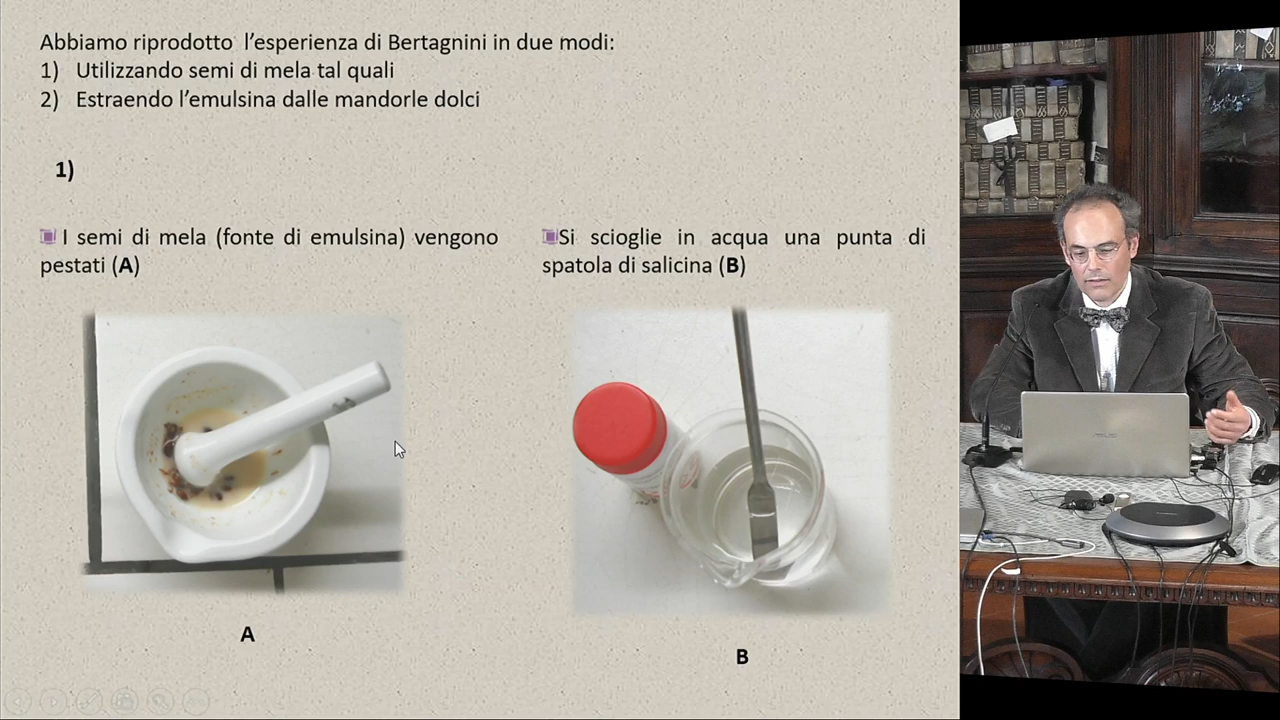 Abbiamo riprodotto l'esperienza di Bertagnini in due modi:
1) Utilizzando semi di mela tal quali
2) Estraendo l'emulsina dalle mandorle dolci
1)
I semi di mela (fonte di emulsina) vengono
pestati (A)
Si scioglie in acqua una punta di
spatola di salicina (B)
A
B